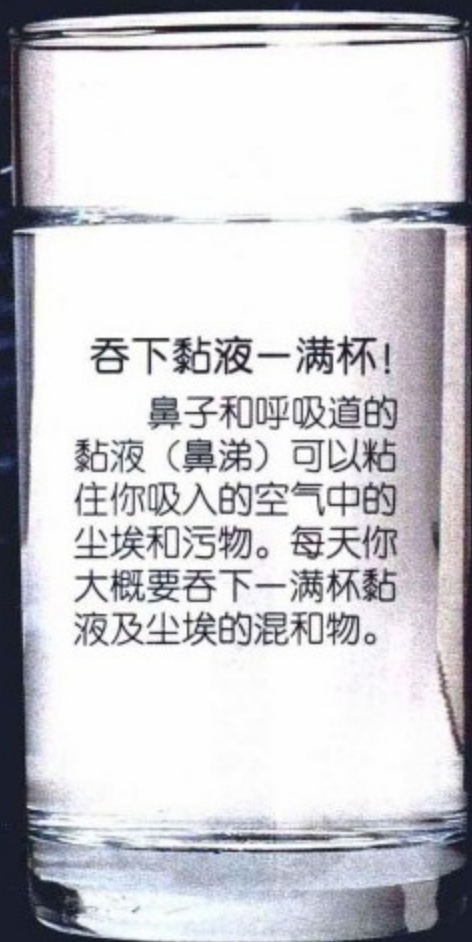 吞下黏液一满杯!
鼻子和呼吸道的
黏液（鼻涕）可以粘
住你吸入的空气中的
尘埃和污物。每天你
大概要吞下一满杯黏
液及尘埃的混和物。